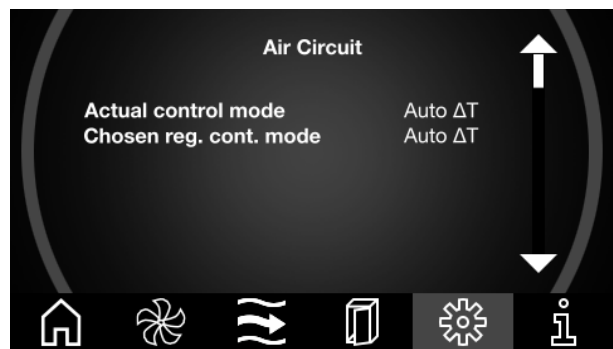 Air Circuit
Actual control mode Auto ΔT
Chosen reg. cont. mode Auto ΔT